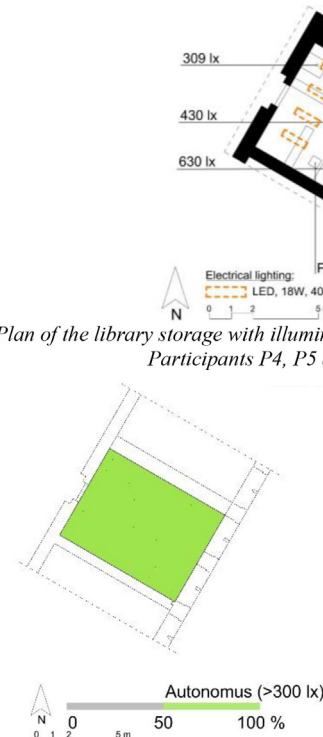 309 lx
430 lx
630 lx
Electrical lighting:
LED, 18W, 40
N
0 1 2 5
Plan of the library storage with illumin
Participants P4, P5
Autonomus (>300 lx)
N
0 50 100 %
0 1 2 5 m